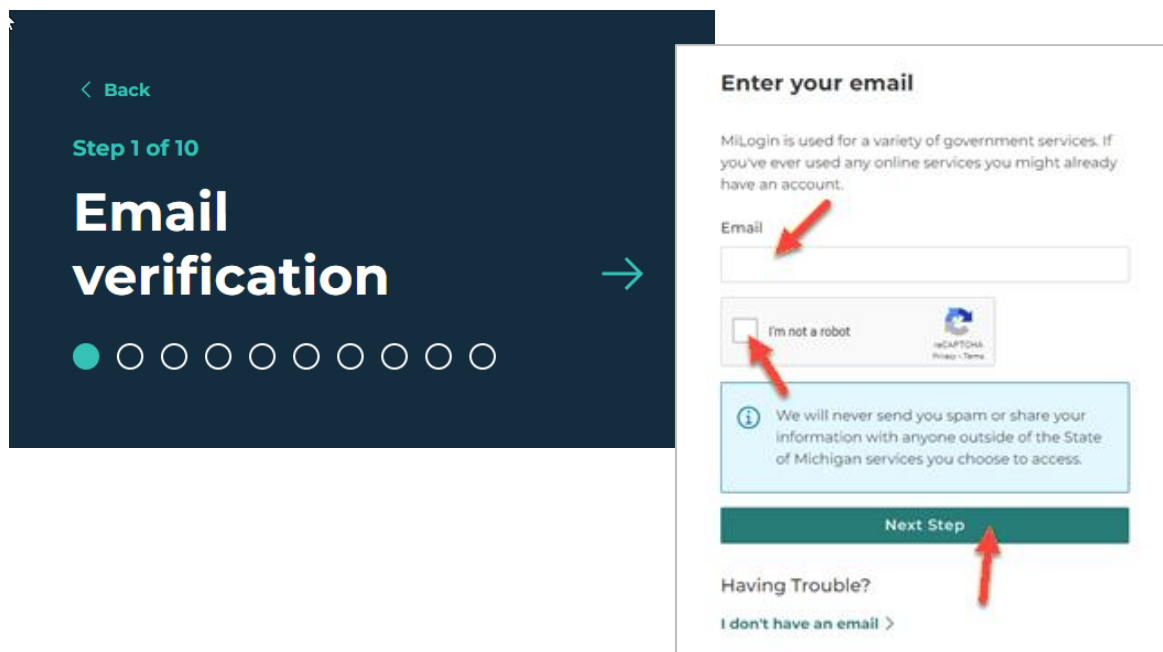 Back
Step 1 of 10
Email
verification
Enter your email
MiLogin is used for a variety of government services. If
you've ever used any online services you might already
have an account.
Email
I'm not a robot
reCAPTCHA
Privacy - Terms
We will never send you spam or share your
information with anyone outside of the State
of Michigan services you choose to access.
Next Step
Having Trouble?
I don't have an email